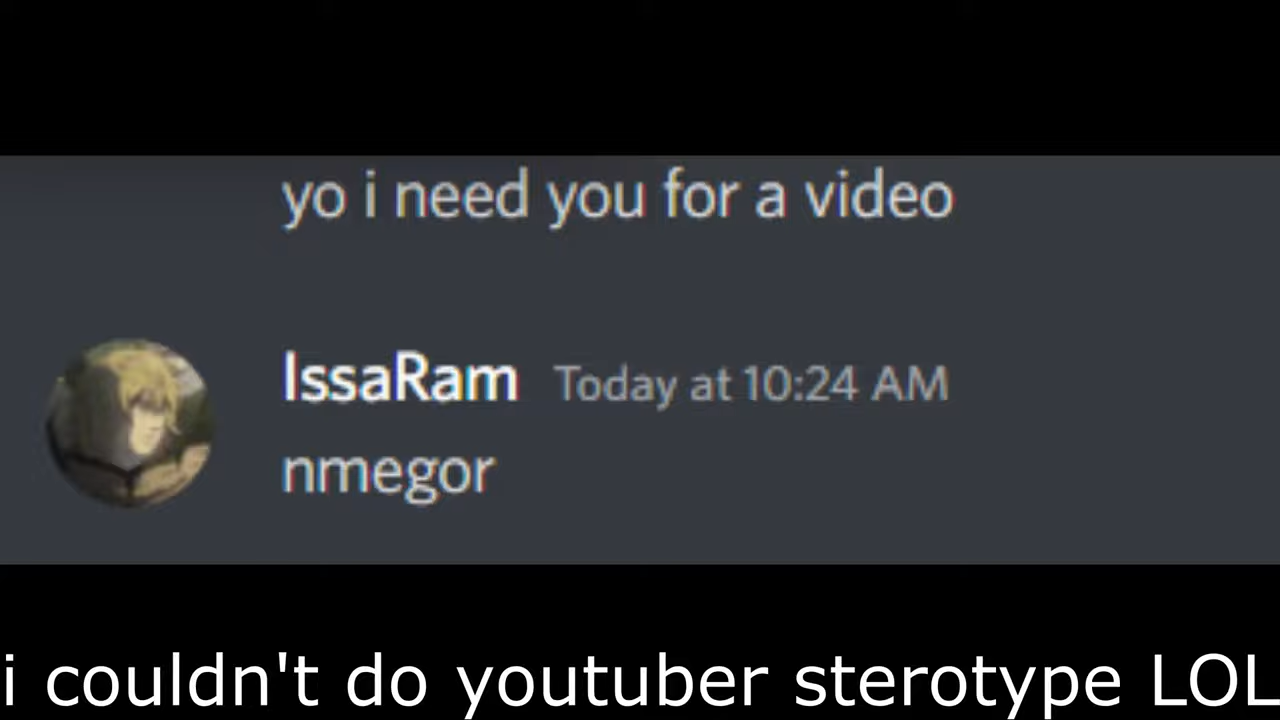 yo i need you for a video
IssaRam Today at 10:24 AM
nmegor
i couldn't do youtuber sterotype LOL